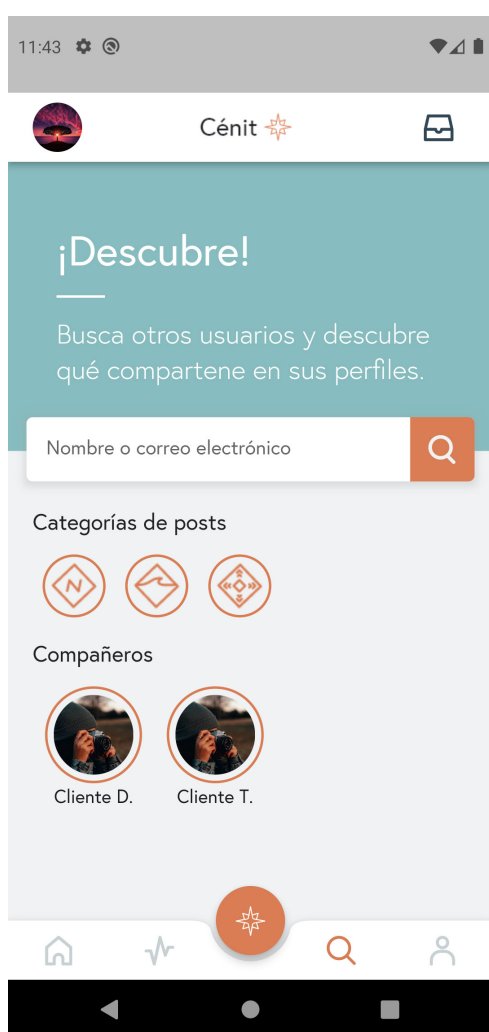 11:43
Cénit
¡Descubre!
Busca otros usuarios y descubre
qué compartene en sus perfiles.
Nombre o correo electrónico
Categorías de posts
N
Compañeros
Cliente D.
Cliente T.